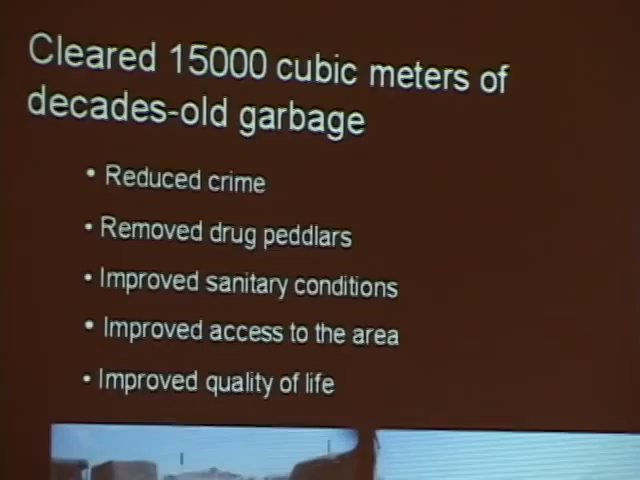 Cleared 15000 cubic meters of
decades-old garbage
• Reduced crime
• Removed drug peddlars
• Improved sanitary conditions
• Improved access to the area
• Improved quality of life